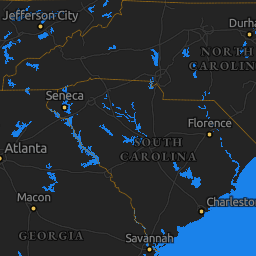 Jefferson City
Durha
NORTH
CAROLINA
Seneca
Florence
SOUTH
CAROLINA
Atlanta
Macon
Charleston
GEORGIA
Savannah